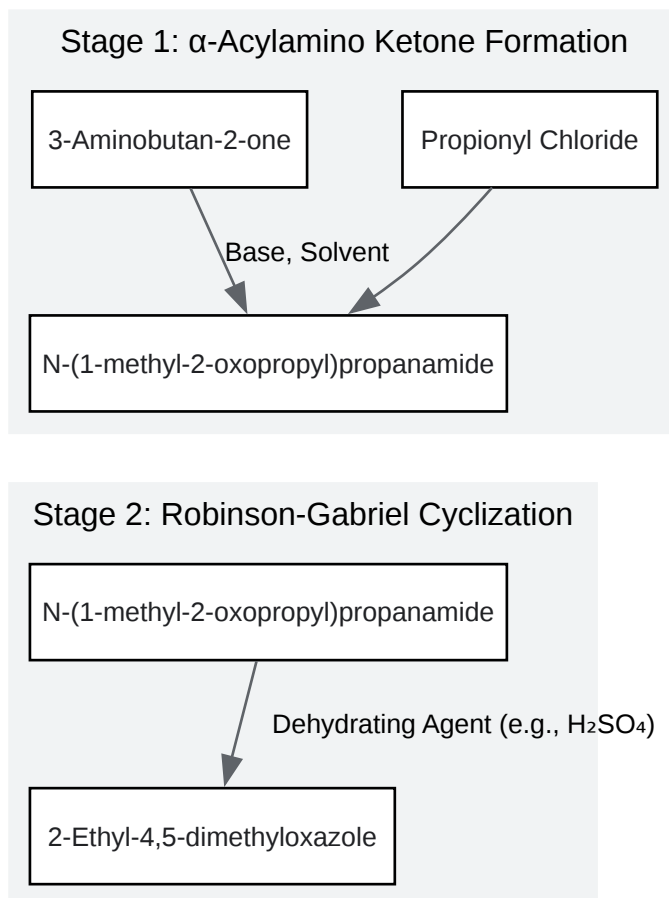 Stage 1: α-Acylamino Ketone Formation
3-Aminobutan-2-one
Propionyl Chloride
Base, Solvent
N-(1-methyl-2-oxopropyl)propanamide
Stage 2: Robinson-Gabriel Cyclization
N-(1-methyl-2-oxopropyl)propanamide
Dehydrating Agent (e.g., H₂SO₄)
2-Ethyl-4,5-dimethyloxazole